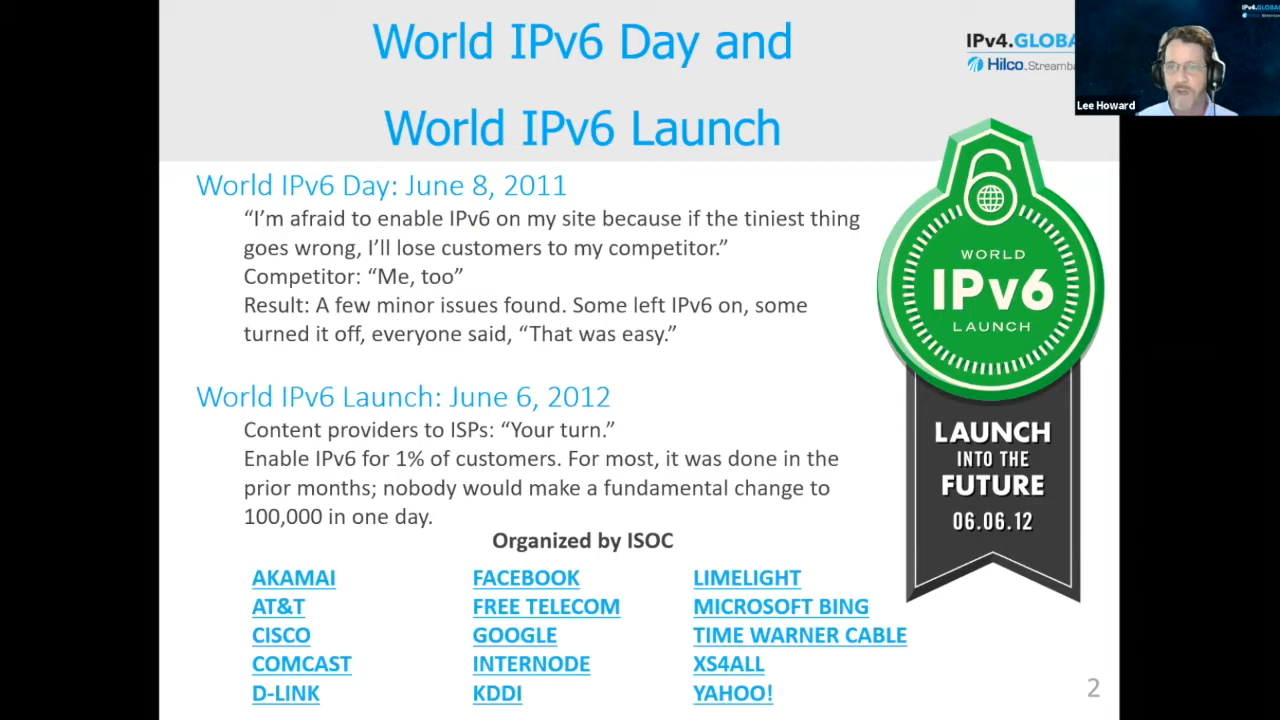 World IPv6 Day and
World IPv6 Launch
IPv4.GLOBA
Hilco.Streamba
IPv4.GLOBA
Lee Howard
World IPv6 Day: June 8, 2011
“I’m afraid to enable IPv6 on my site because if the tiniest thing
goes wrong, I’ll lose customers to my competitor.”
Competitor: “Me, too”
Result: A few minor issues found. Some left IPv6 on, some
turned it off, everyone said, “That was easy.”
World IPv6 Launch: June 6, 2012
Content providers to ISPs: “Your turn.”
Enable IPv6 for 1% of customers. For most, it was done in the
prior months; nobody would make a fundamental change to
100,000 in one day.
Organized by ISOC
AKAMAI FACEBOOK LIMELIGHT
AT&T FREE TELECOM MICROSOFT BING
CISCO GOOGLE TIME WARNER CABLE
COMCAST INTERNODE XS4ALL
D-LINK KDDI YAHOO!
6
WORLD
IPv6
LAUNCH
LAUNCH
INTO THE
FUTURE
06.06.12
2